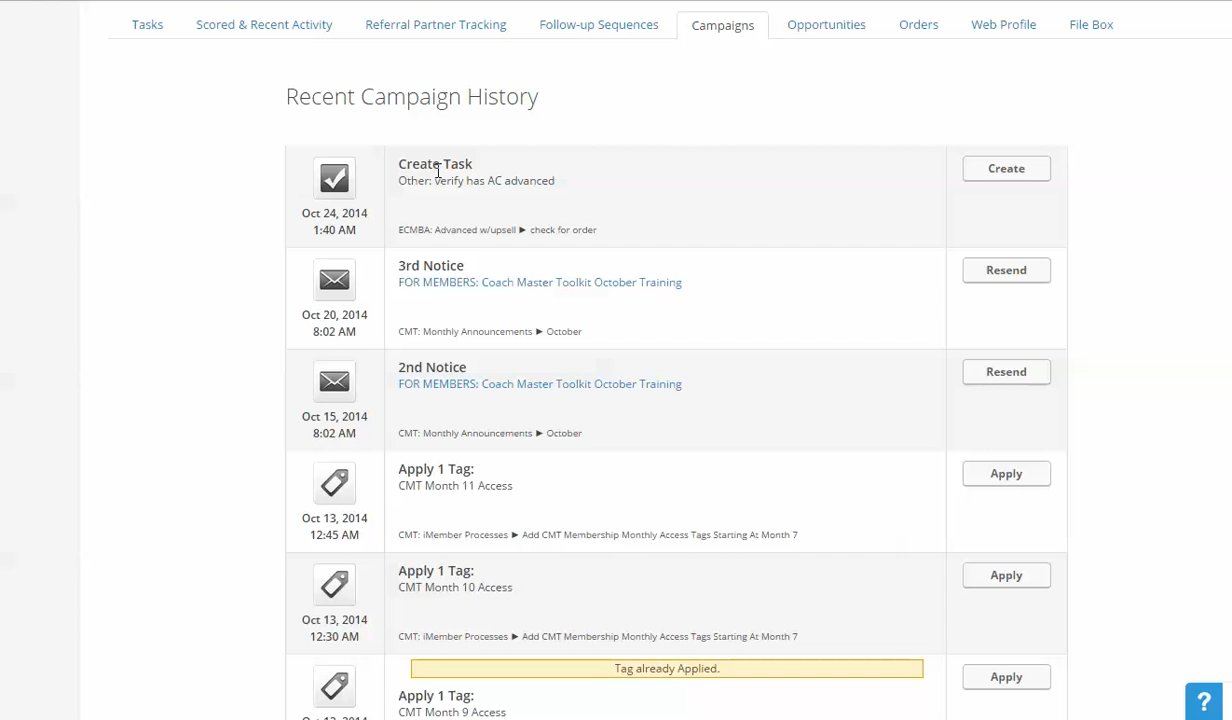 Tasks Scored & Recent Activity Referral Partner Tracking Follow-up Sequences Campaigns Opportunities Orders Web Profile File Box
Recent Campaign History
Create Task
Other: verify has AC advanced
Oct 24, 2014
1:40 AM
ECMBA: Advanced w/upsell ► check for order
Create
3rd Notice
FOR MEMBERS: Coach Master Toolkit October Training
Oct 20, 2014
8:02 AM
CMT: Monthly Announcements ► October
Resend
2nd Notice
FOR MEMBERS: Coach Master Toolkit October Training
Oct 15, 2014
8:02 AM
CMT: Monthly Announcements ► October
Resend
Apply 1 Tag:
CMT Month 11 Access
Oct 13, 2014
12:45 AM
CMT: iMember Processes ► Add CMT Membership Monthly Access Tags Starting At Month 7
Apply
Apply 1 Tag:
CMT Month 10 Access
Oct 13, 2014
12:30 AM
CMT: iMember Processes ► Add CMT Membership Monthly Access Tags Starting At Month 7
Apply
Tag already Applied.
Apply 1 Tag:
CMT Month 9 Access
Apply
?